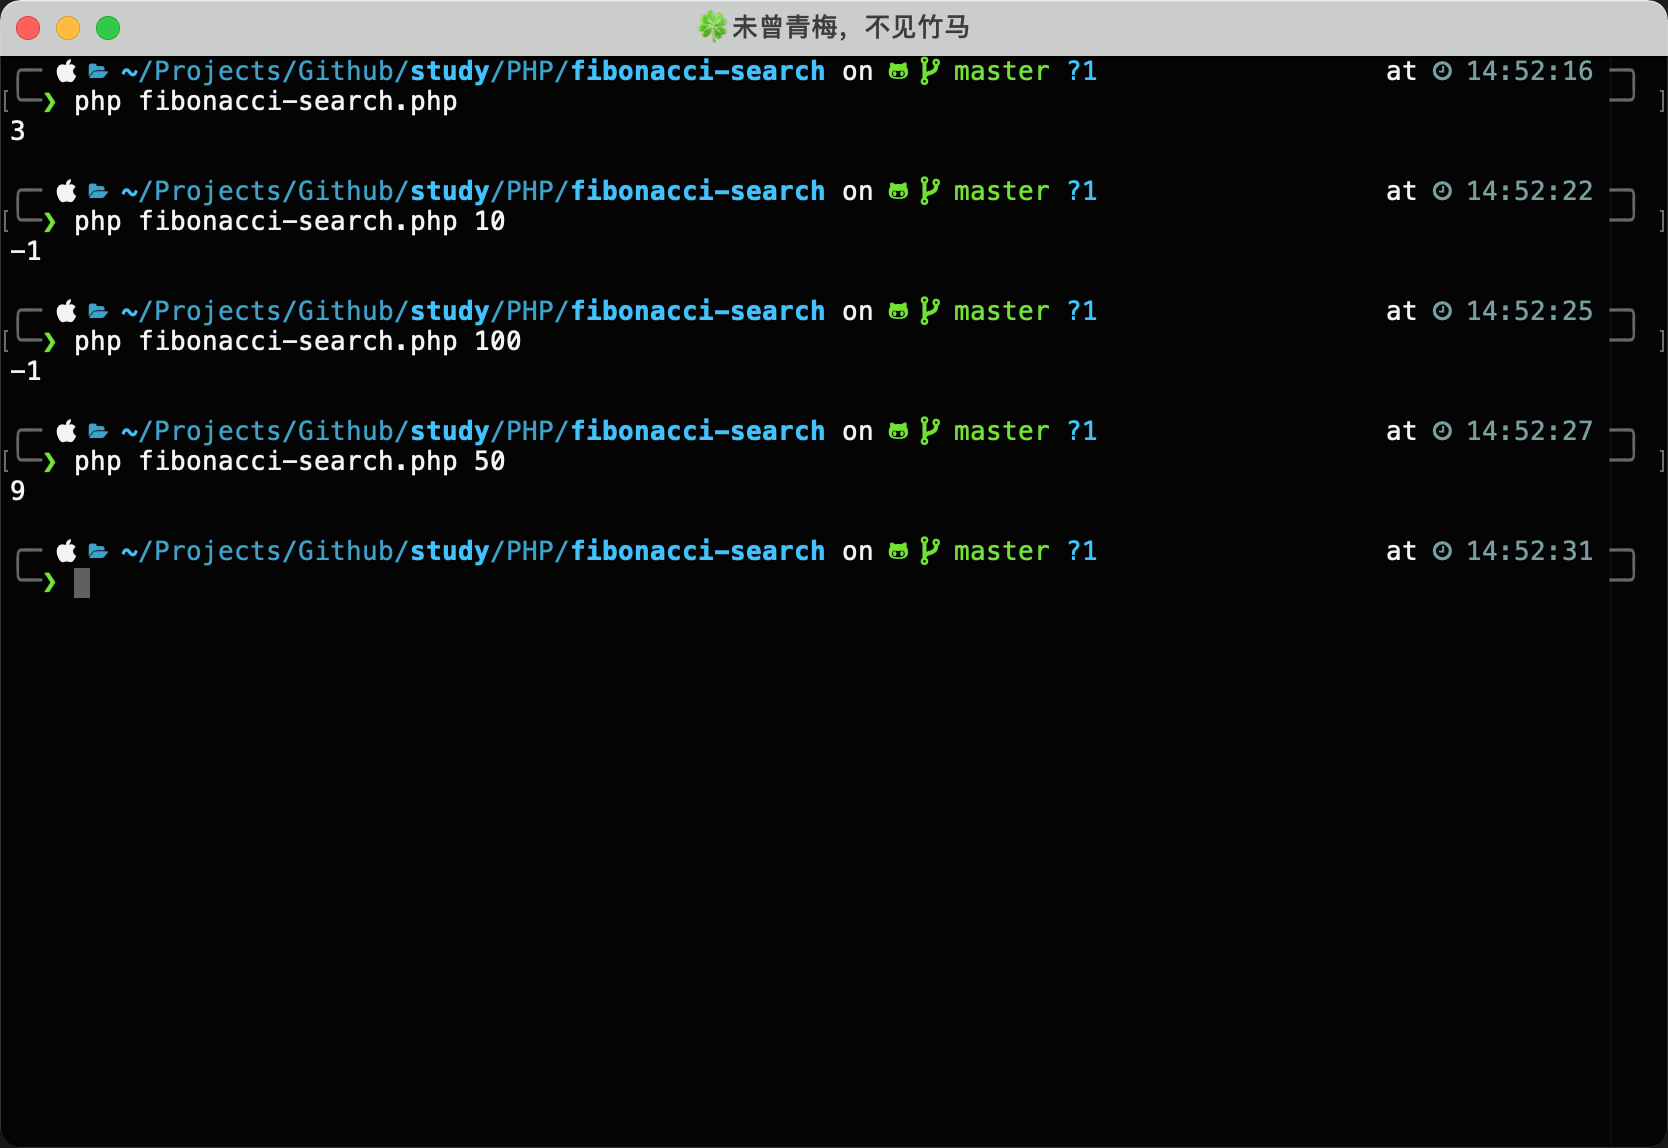 🍀未曾青梅，不见竹马
~/Projects/Github/study/PHP/fibonacci-search on master ?1 at 14:52:16
❯ php fibonacci-search.php
3
~/Projects/Github/study/PHP/fibonacci-search on master ?1 at 14:52:22
❯ php fibonacci-search.php 10
-1
~/Projects/Github/study/PHP/fibonacci-search on master ?1 at 14:52:25
❯ php fibonacci-search.php 100
-1
~/Projects/Github/study/PHP/fibonacci-search on master ?1 at 14:52:27
❯ php fibonacci-search.php 50
9
~/Projects/Github/study/PHP/fibonacci-search on master ?1 at 14:52:31
❯